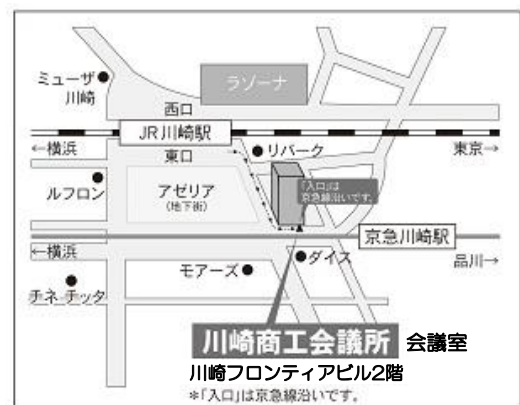 ミューザ
川崎
ラゾーナ
西口
JR川崎駅
←横浜
東口
リバーク
東京→
ルフロン
アゼリア
(地下街)
「入口」は
京急線沿いです。
京急川崎駅
←横浜
品川→
モアーズ
ダイス
チネ チッタ
川崎商工会議所 会議室
川崎フロンティアビル2階
*「入口」は京急線沿いです。